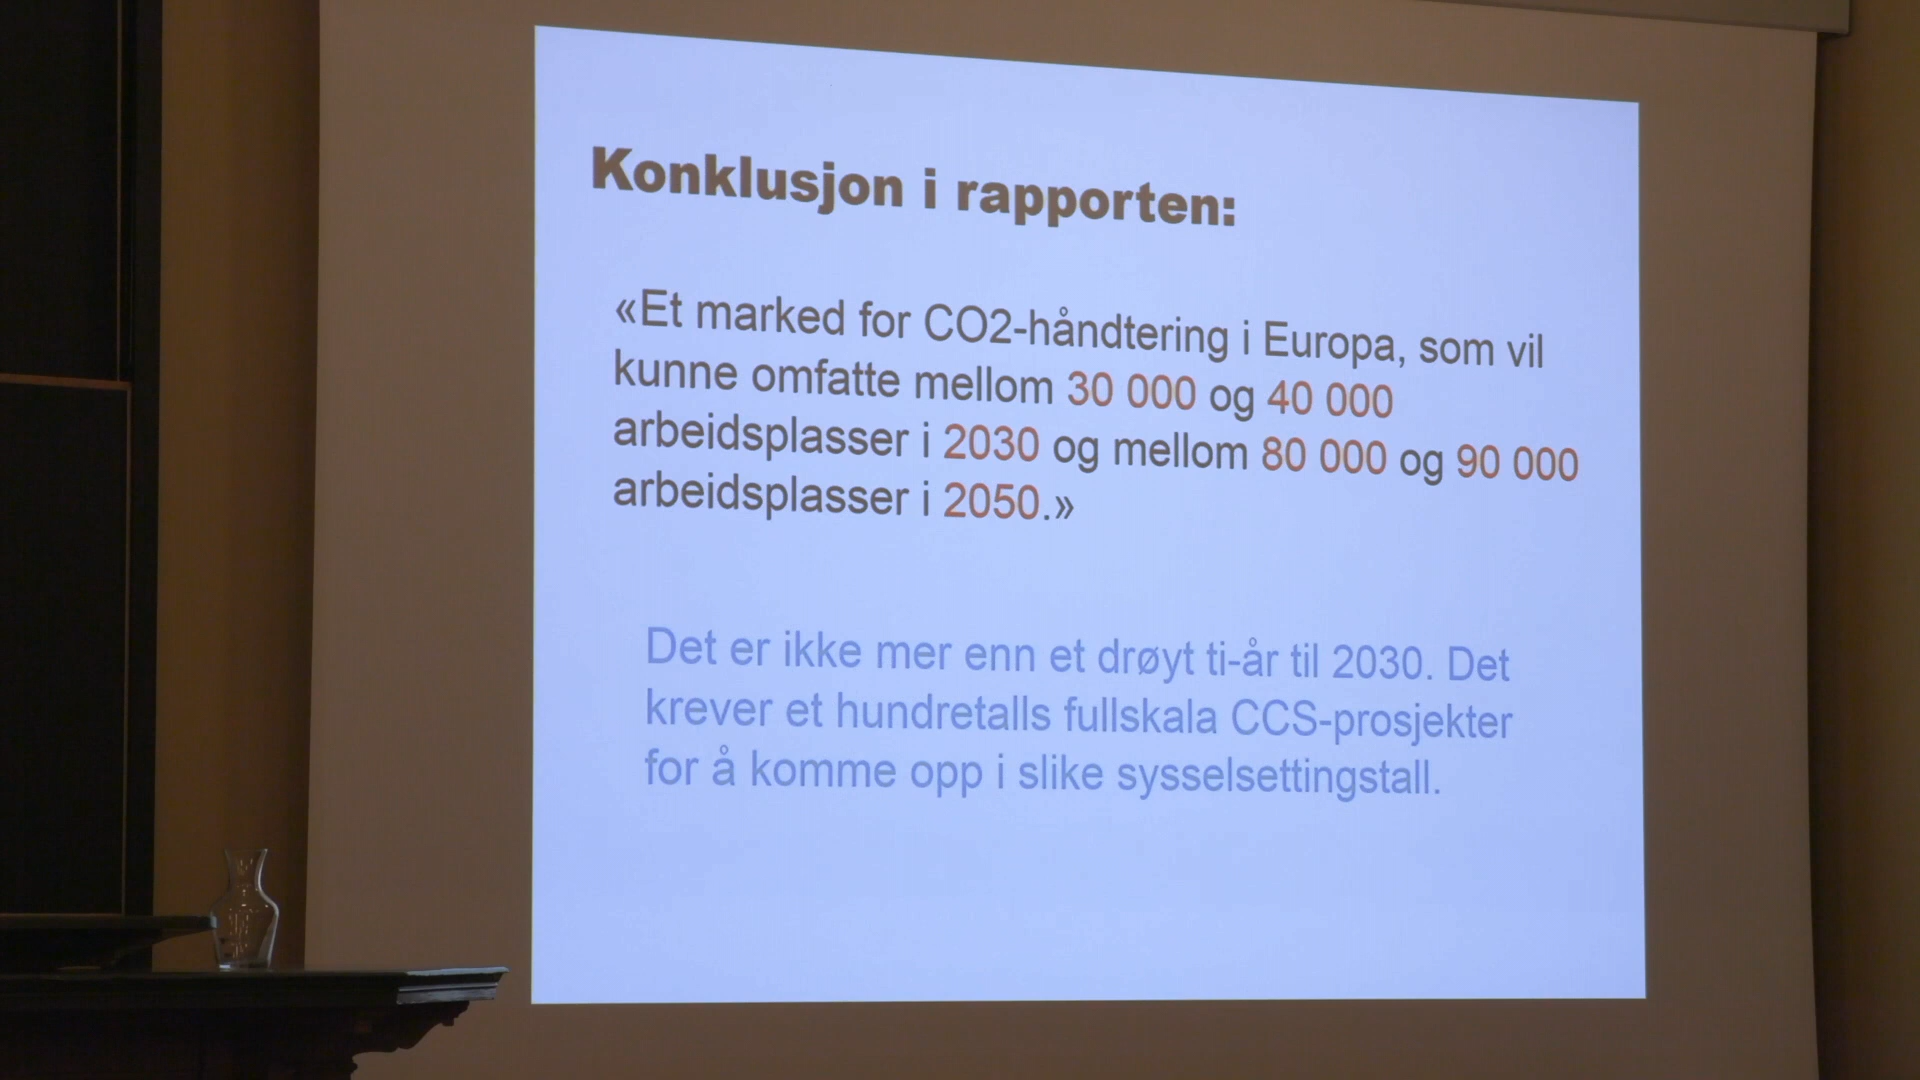 Konklusjon i rapporten:
«Et marked for CO2-håndtering i Europa, som vil
kunne omfatte mellom 30 000 og 40 000
arbeidsplasser i 2030 og mellom 80 000 og 90 000
arbeidsplasser i 2050.»
Det er ikke mer enn et drøyt ti-år til 2030. Det
krever et hundretalls fullskala CCS-prosjekter
for å komme opp i slike sysselsettingstall.